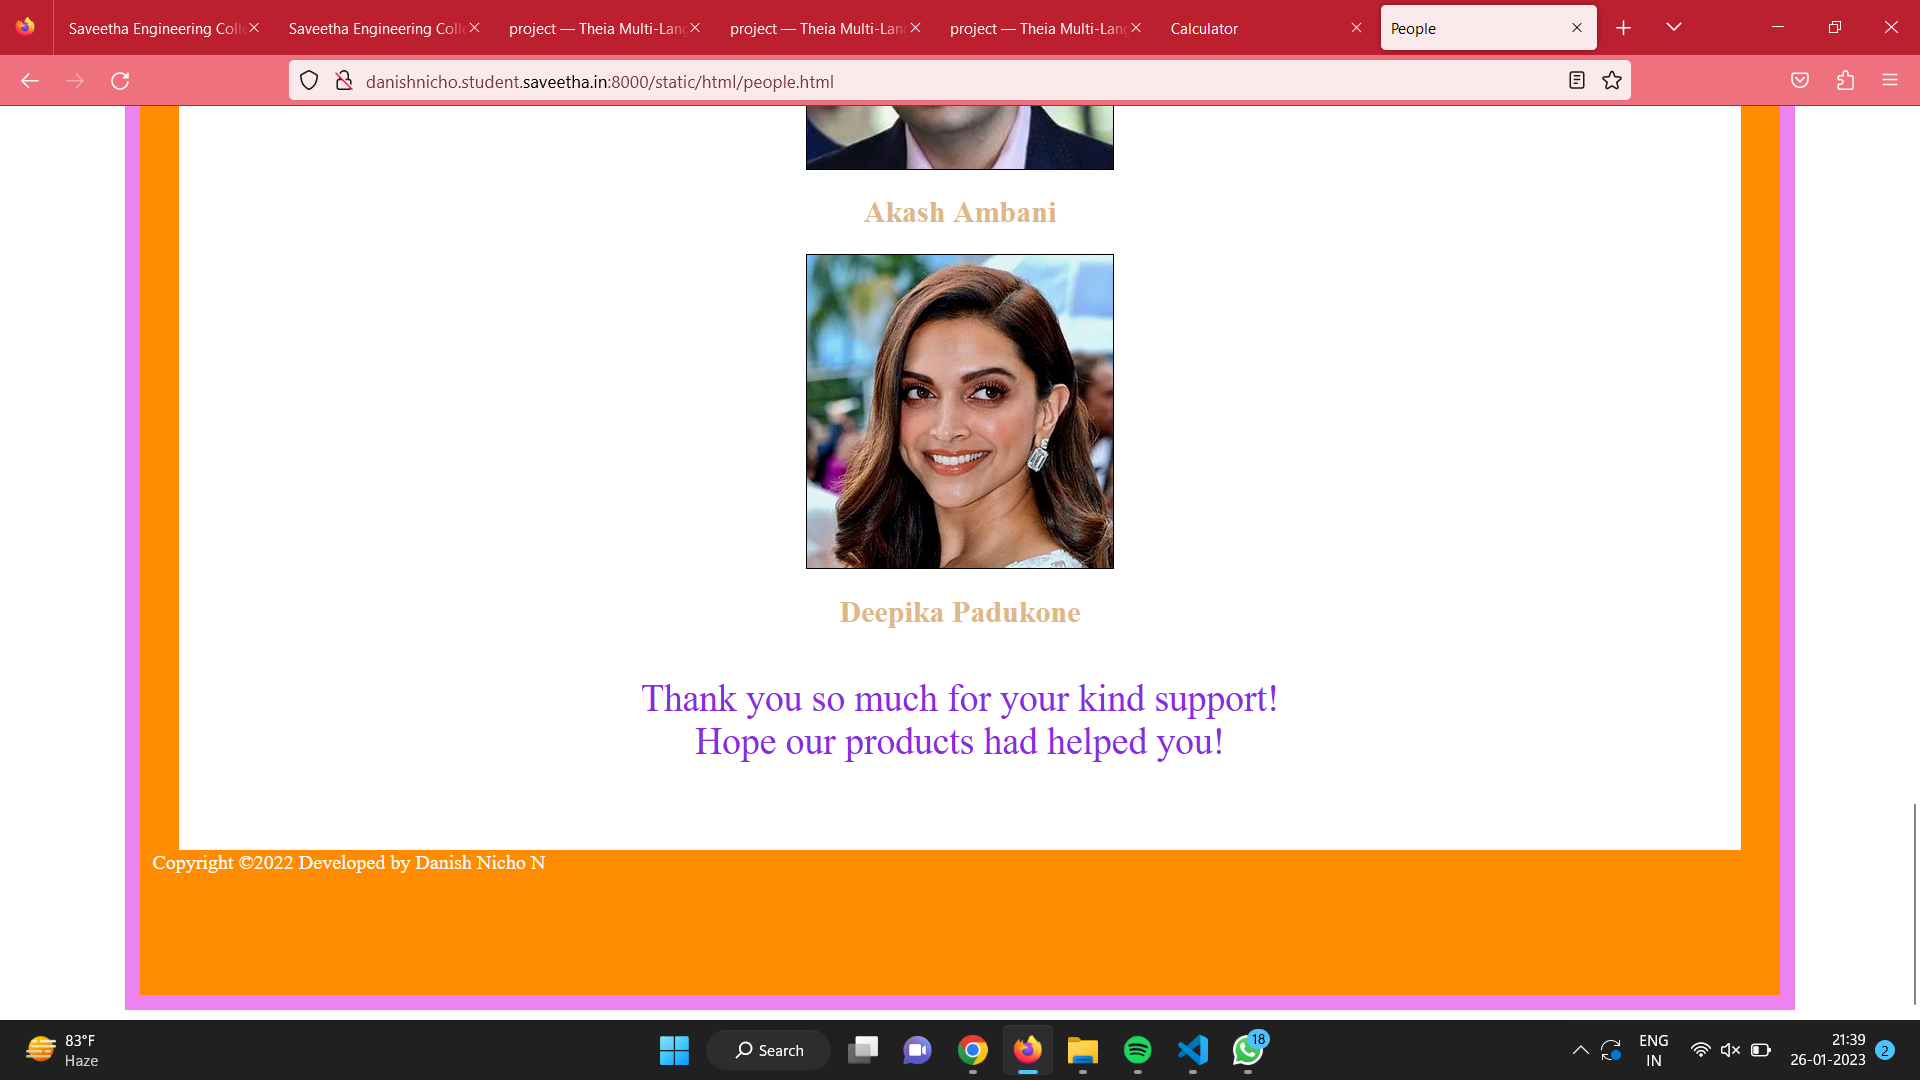 Saveetha Engineering Coll
Saveetha Engineering Coll
project — Theia Multi-Lang
project — Theia Multi-Lang
project — Theia Multi-Lang
Calculator
People
danishnicho.student.saveetha.in:8000/static/html/people.html
Akash Ambani
Deepika Padukone
Thank you so much for your kind support!
Hope our products had helped you!
Copyright ©2022 Developed by Danish Nicho N
83°F
Haze
Search
18
ENG
IN
21:39
26-01-2023
2